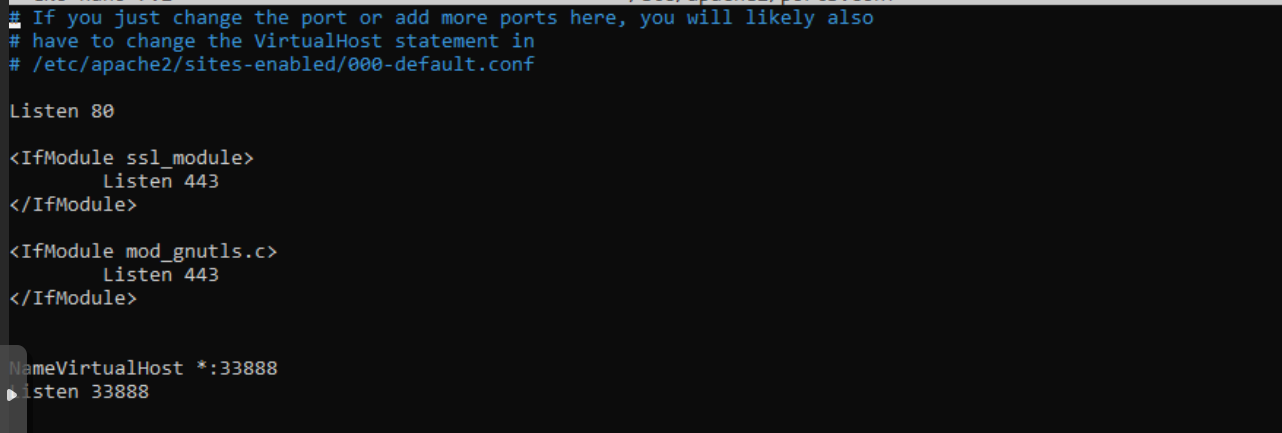 # If you just change the port or add more ports here, you will likely also
# have to change the VirtualHost statement in
# /etc/apache2/sites-enabled/000-default.conf
Listen 80
<IfModule ssl_module>
Listen 443
</IfModule>
<IfModule mod_gnutls.c>
Listen 443
</IfModule>
NameVirtualHost *:33888
Listen 33888